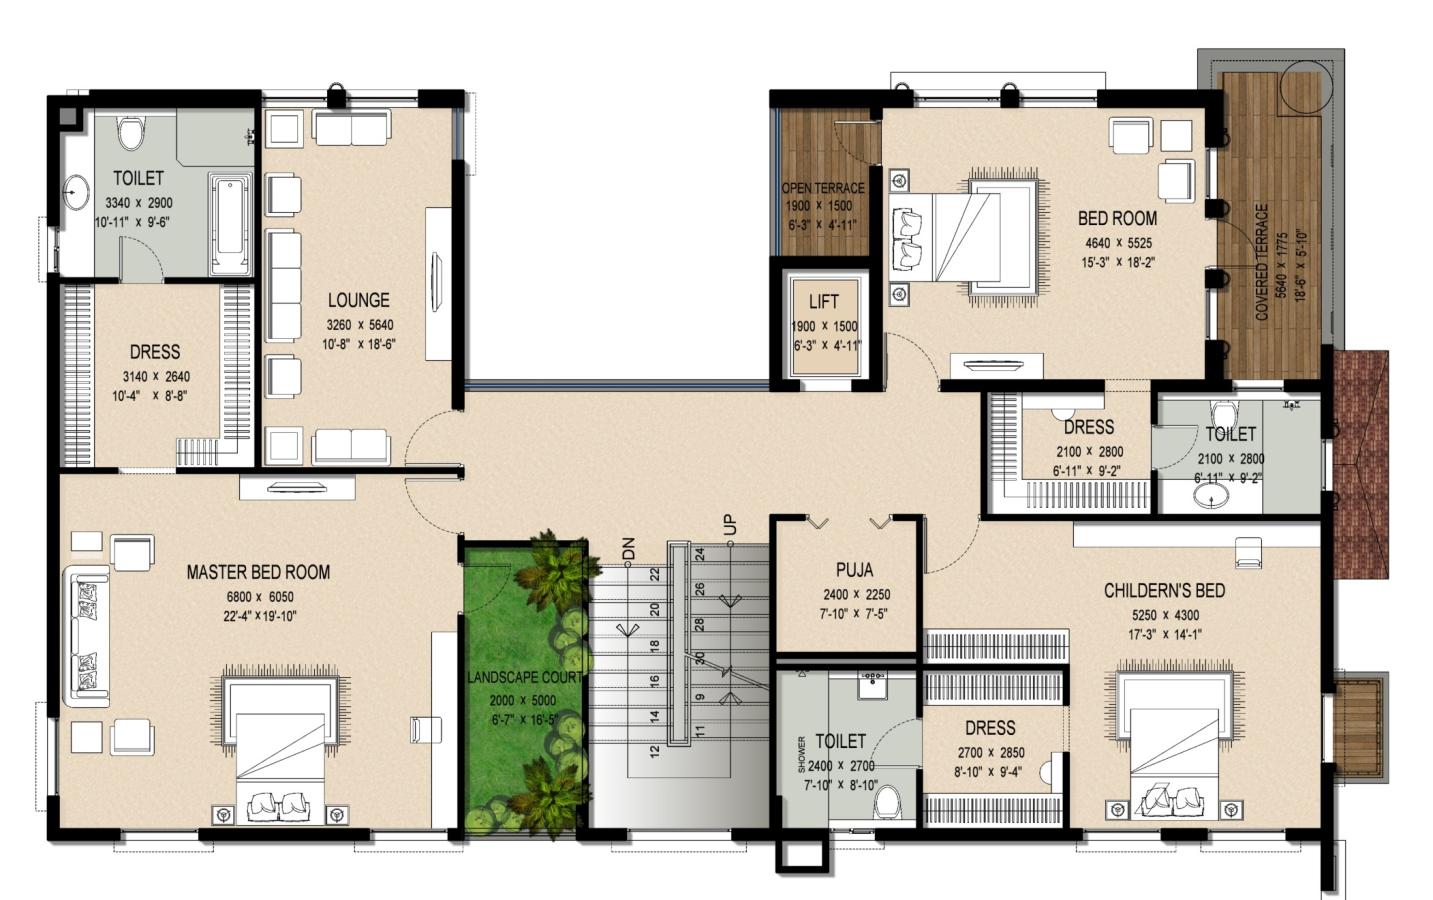 TOILET
3340 x 2900
10'-11" x 9'-6"
LOUNGE
3260 x 5640
10'-8" x 18'-6"
DRESS
3140 x 2640
10'-4" x 8'-8"
OPEN TERRACE
1900 x 1500
6'-3" x 4'-11"
LIFT
1900 x 1500
6'-3" x 4'-11"
BED ROOM
4640 x 5525
15'-3" x 18'-2"
COVERED TERRACE
5640 x 1775
18'-6" x 5'-10"
DRESS
2100 x 2800
6'-11" x 9'-2"
TOILET
2100 x 2800
6'-11" x 9'-2"
MASTER BED ROOM
6800 x 6050
22'-4" x 19'-10"
LANDSCAPE COURT
2000 x 5000
6'-7" x 16'-5"
DN
UP
22
20
18
16
14
12
24
26
28
30
9
11
PUJA
2400 x 2250
7'-10" x 7'-5"
CHILDERN'S BED
5250 x 4300
17'-3" x 14'-1"
SHOWER
TOILET
2400 x 2700
7'-10" x 8'-10"
DRESS
2700 x 2850
8'-10" x 9'-4"